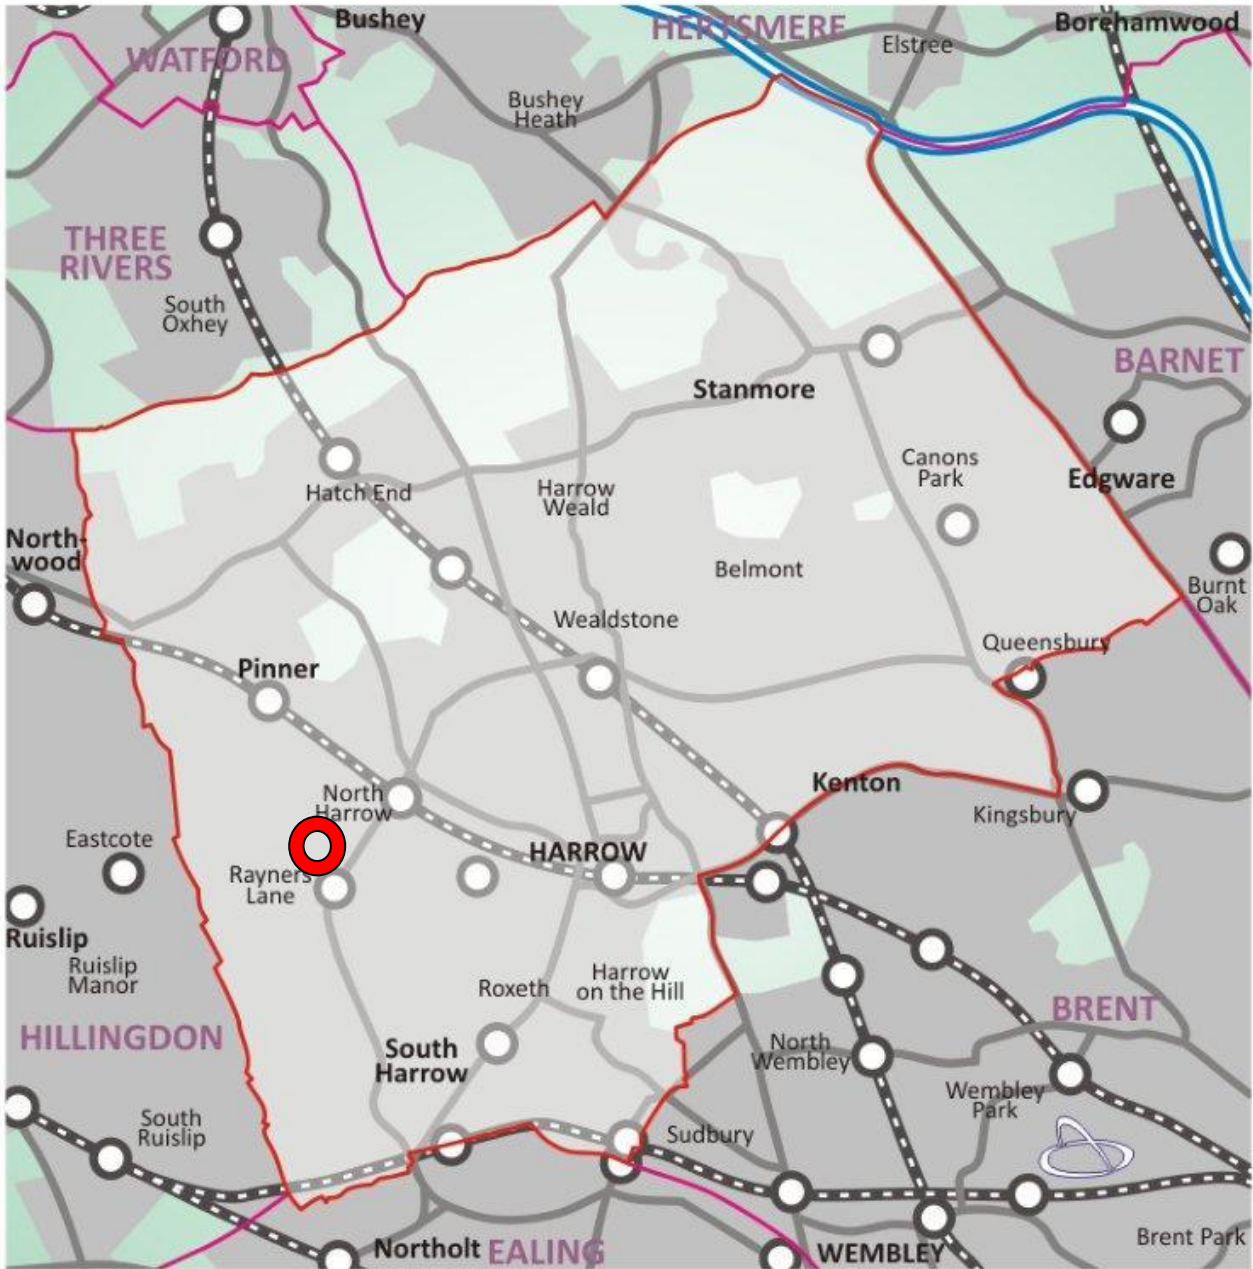 Bushey
HERTSMERE
Borehamwood
Elstree
WATFORD
Bushey
Heath
THREE
RIVERS
South
Oxhey
BARNET
Stanmore
Canons
Park
Edgware
Hatch End
Harrow
Weald
North-
wood
Belmont
Burnt
Oak
Wealdstone
Queensbury
Pinner
Kenton
North
Harrow
Kingsbury
Eastcote
HARROW
Rayners
Lane
Ruislip
Ruislip
Manor
Harrow
on the Hill
Roxeth
BRENT
HILLINGDON
South
Harrow
North
Wembley
Wembley
Park
South
Ruislip
Sudbury
Brent Park
Northolt
EALING
WEMBLEY